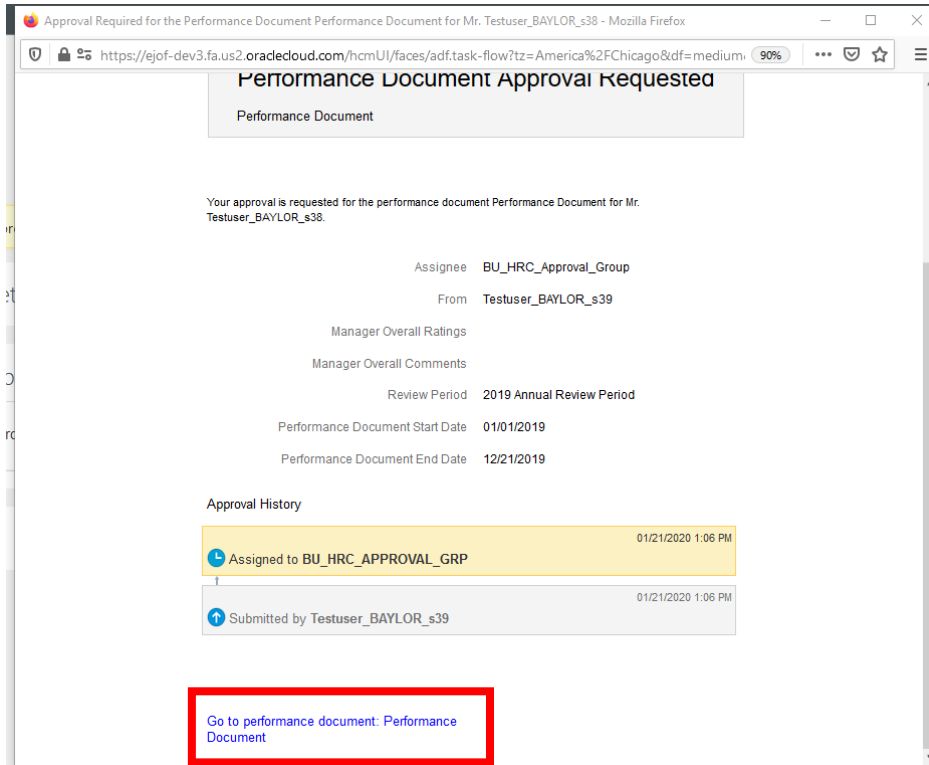 Approval Required for the Performance Document Performance Document for Mr. Testuser_BAYLOR_s38 - Mozilla Firefox
https://ejof-dev3.fa.us2.oraclecloud.com/hcmUI/faces/adf.task-flow?tz=America%2FChicago&df=medium 90%
Performance Document Approval Requested
Performance Document
Your approval is requested for the performance document Performance Document for Mr.
Testuser_BAYLOR_s38.
Assignee BU_HRC_Approval_Group
From Testuser_BAYLOR_s39
Manager Overall Ratings
Manager Overall Comments
Review Period 2019 Annual Review Period
Performance Document Start Date 01/01/2019
Performance Document End Date 12/21/2019
Approval History
01/21/2020 1:06 PM
Assigned to BU_HRC_APPROVAL_GRP
01/21/2020 1:06 PM
Submitted by Testuser_BAYLOR_s39
Go to performance document: Performance
Document